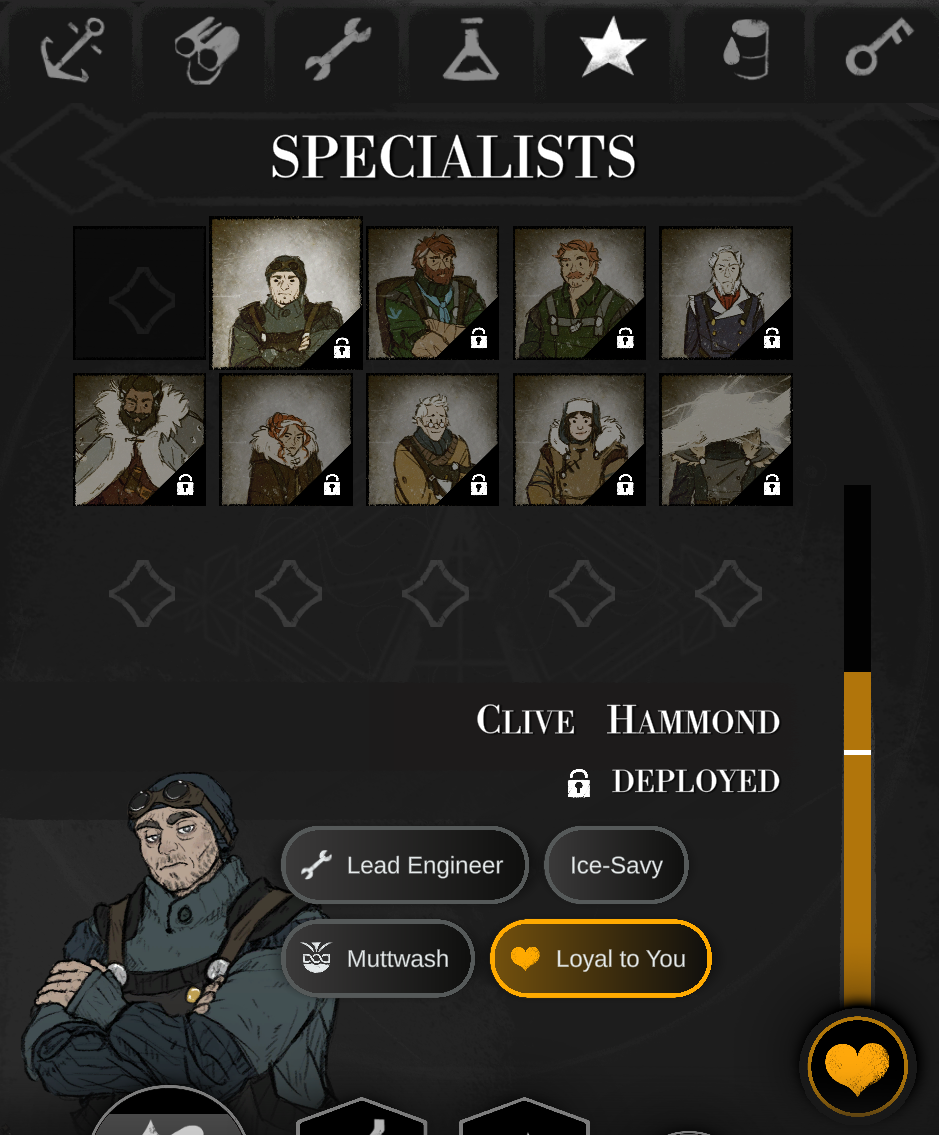 SPECIALISTS
CLIVE HAMMOND
DEPLOYED
Lead Engineer
Ice-Savy
Muttwash
Loyal to You